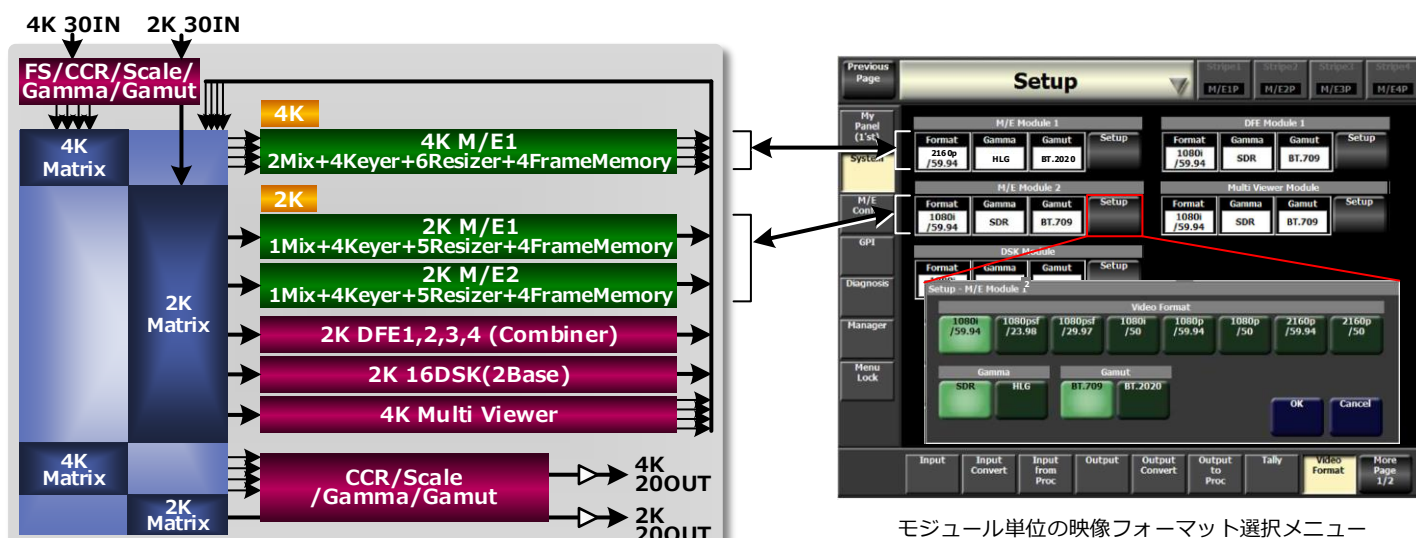 4K 30IN
2K 30IN
FS/CCR/Scale/
Gamma/Gamut
4K
Matrix
4K
4K M/E1
2Mix+4Keyer+6Resizer+4FrameMemory
2K
2K M/E1
1Mix+4Keyer+5Resizer+4FrameMemory
2K M/E2
1Mix+4Keyer+5Resizer+4FrameMemory
2K
Matrix
2K DFE1,2,3,4 (Combiner)
2K 16DSK(2Base)
4K Multi Viewer
4K
Matrix
2K
Matrix
CCR/Scale
/Gamma/Gamut
4K
20OUT
2K
20OUT
Previous
Page
Setup
Stripe1
M/E1P
Stripe2
M/E2P
Stripe3
M/E3P
Stripe4
M/E4P
My
Panel
(1'st)
System
M/E
GPI
Diagnosis
Manager
Menu
Lock
M/E Module 1
Format
2160p
/59.94
Gamma
HLG
Gamut
BT.2020
Setup
DFE Module 1
Format
1080i
/59.94
Gamma
SDR
Gamut
BT.709
Setup
M/E Module 2
Format
1080i
/59.94
Gamma
SDR
Gamut
BT.709
Setup
Multi Viewer Module
Format
1080i
/59.94
Gamma
SDR
Gamut
BT.709
Setup
DSK Module
Format
Gamma
Gamut
Setup
Setup - M/E Module 2
Video Format
1080i
/59.94
1080psf
/23.98
1080psf
/29.97
1080i
/50
1080p
/59.94
1080p
/50
2160p
/59.94
2160p
/50
Gamma
SDR
HLG
Gamut
BT.709
BT.2020
OK
Cancel
Input
Input
Convert
Input
from
Proc
Output
Output
Convert
Output
to
Proc
Tally
Video
Format
More
Page
1/2
モジュール単位の映像フォーマット選択メニュー